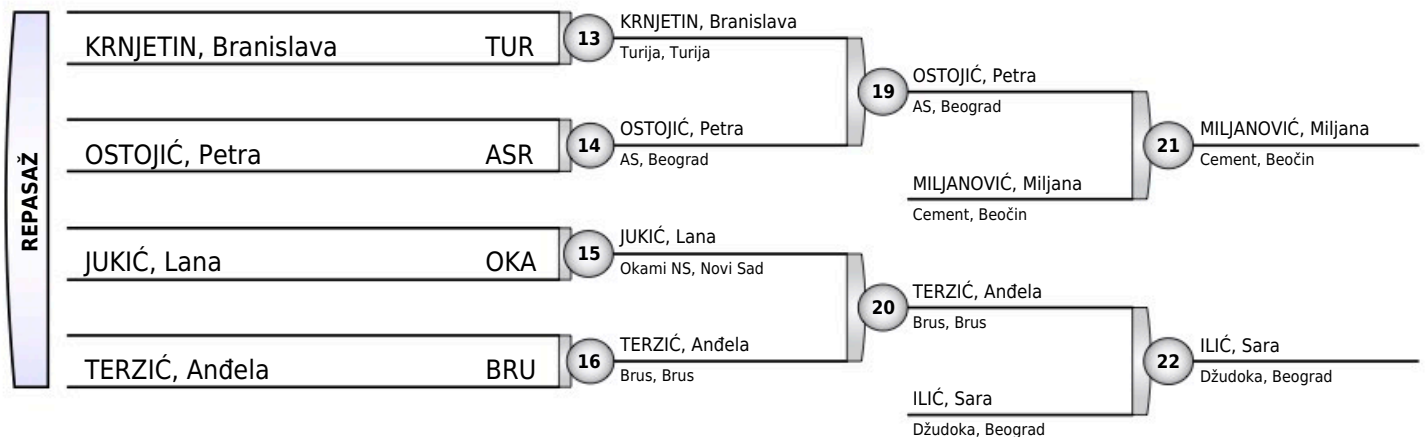 REPASAŽ
KRNJETIN, Branislava TUR
OSTOJIĆ, Petra ASR
JUKIĆ, Lana OKA
TERZIĆ, Anđela BRU
13
KRNJETIN, Branislava
Turija, Turija
14
OSTOJIĆ, Petra
AS, Beograd
15
JUKIĆ, Lana
Okami NS, Novi Sad
16
TERZIĆ, Anđela
Brus, Brus
19
OSTOJIĆ, Petra
AS, Beograd
MILJANOVIĆ, Miljana
Cement, Beočin
20
TERZIĆ, Anđela
Brus, Brus
ILIĆ, Sara
Džudoka, Beograd
21
MILJANOVIĆ, Miljana
Cement, Beočin
22
ILIĆ, Sara
Džudoka, Beograd